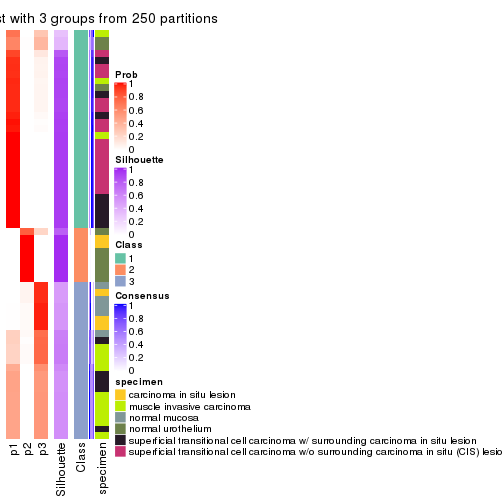 st with 3 groups from 250 partitions
Prob
1
0.8
0.6
0.4
0.2
0
Silhouette
1
0.8
0.6
0.4
0.2
0
Class
1
2
3
Consensus
1
0.8
0.6
0.4
0.2
0
specimen
carcinoma in situ lesion
muscle invasive carcinoma
normal mucosa
normal urothelium
superficial transitional cell carcinoma w/ surrounding carcinoma in situ lesion
superficial transitional cell carcinoma w/o surrounding carcinoma in situ (CIS) lesio
p1
p2
p3
Silhouette
Class
specimen